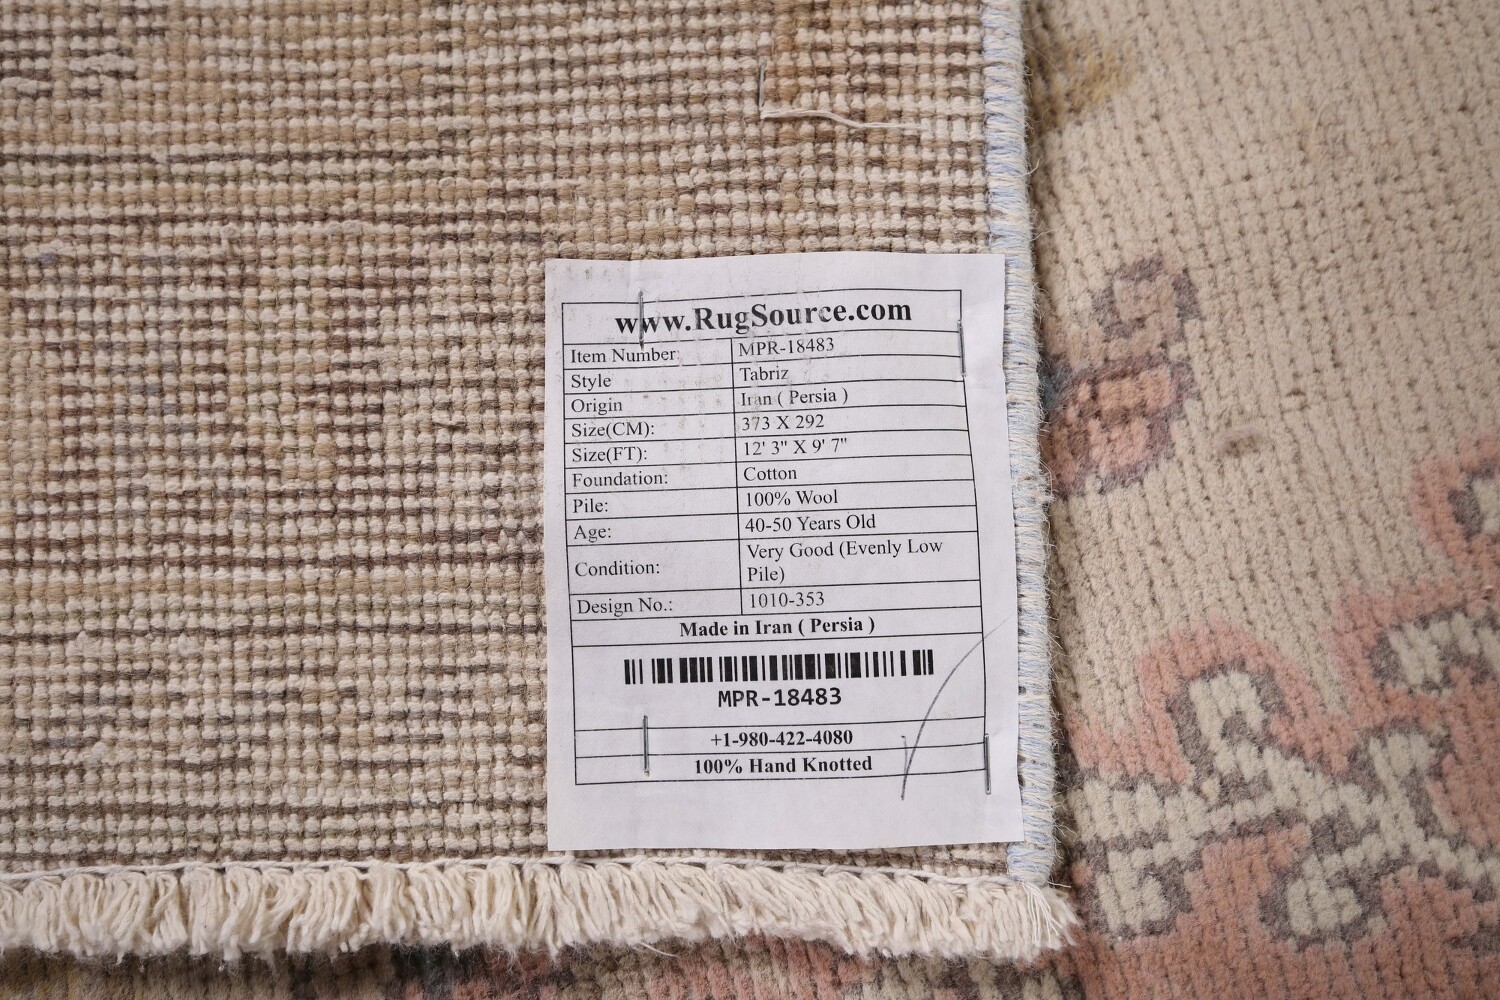 www.RugSource.com
Item Number: MPR-18483
Style Tabriz
Origin Iran ( Persia )
Size(CM): 373 X 292
Size(FT): 12' 3" X 9' 7"
Foundation: Cotton
Pile: 100% Wool
Age: 40-50 Years Old
Condition: Very Good (Evenly Low
Pile)
Design No.: 1010-353
Made in Iran ( Persia )
MPR-18483
+1-980-422-4080
100% Hand Knotted